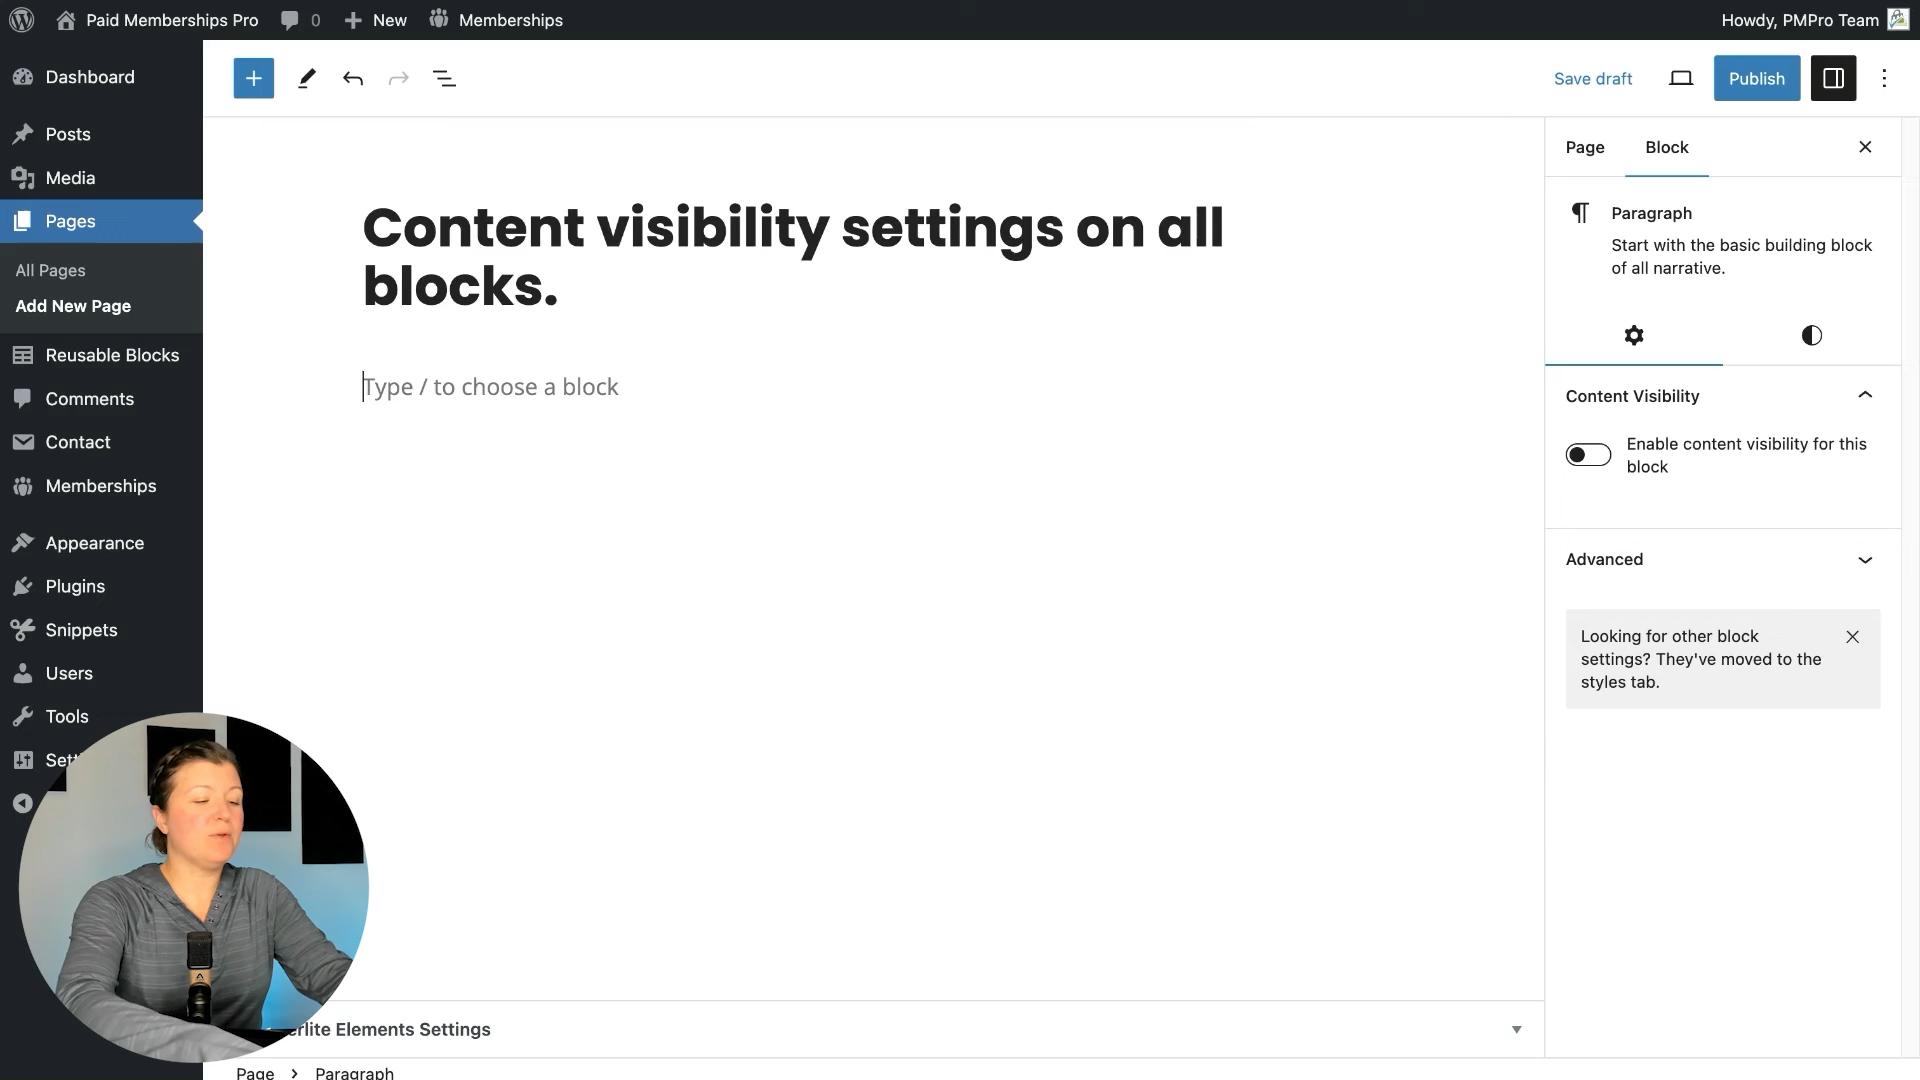 Paid Memberships Pro 0 New Memberships Howdy, PMPro Team
Dashboard
Posts
Media
Pages
All Pages
Add New Page
Reusable Blocks
Comments
Contact
Memberships
Appearance
Plugins
Snippets
Users
Tools
Save draft Publish
Content visibility settings on all
blocks.
Type / to choose a block
Elements Settings
Page > Paragraph
Page Block
Paragraph
Start with the basic building block
of all narrative.
Content Visibility
Enable content visibility for this
block
Advanced
Looking for other block
settings? They've moved to the
styles tab.